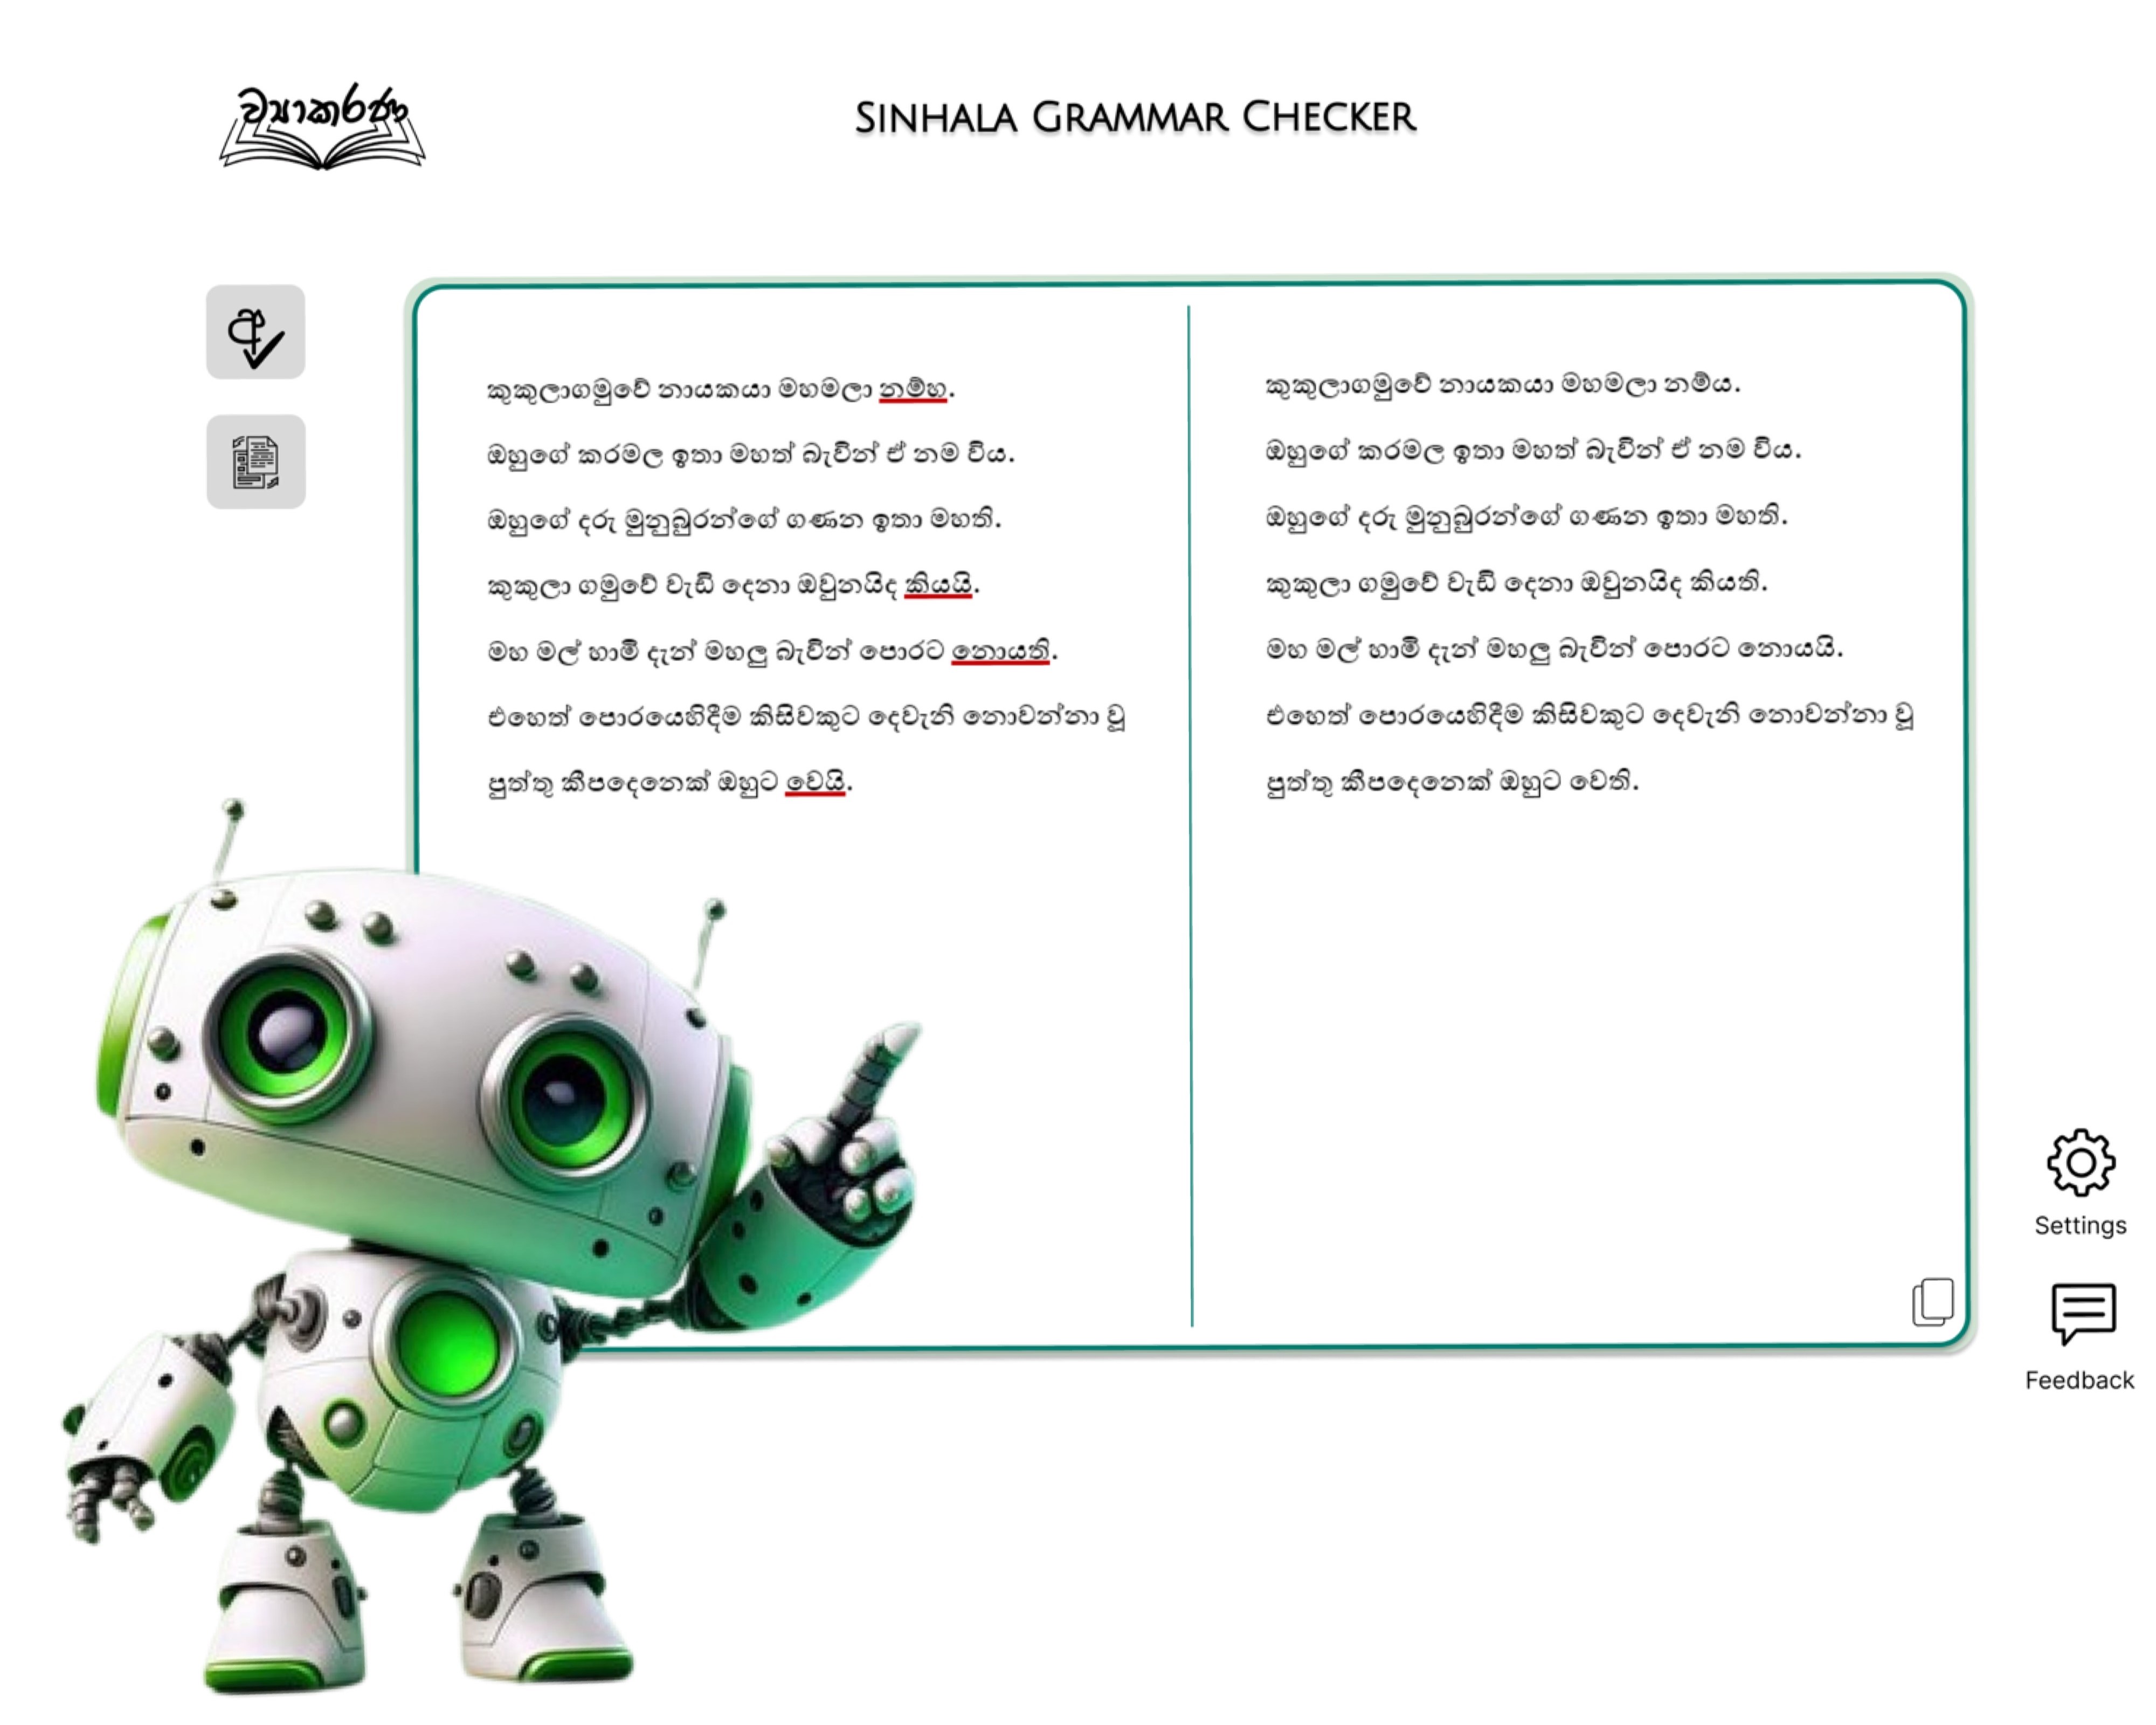 ව්‍යාකරණ
SINHALA GRAMMAR CHECKER
කුකුලාගමුවේ නායකයා මහමලා නම්හ.
ඔහුගේ කරමල ඉතා මහත් බැවින් ඒ නම විය.
ඔහුගේ දරු මුනුබුරන්ගේ ගණන ඉතා මහති.
කුකුලා ගමුවේ වැඩි දෙනා ඔවුනයිද කියයි.
මහ මල් හාමි දැන් මහලු බැවින් පොරට නොයති.
එහෙත් පොරයෙහිදීම කිසිවකුට දෙවැනි නොවන්නා වූ
පුත්තු කීපදෙනෙක් ඔහුට වෙයි.
කුකුලාගමුවේ නායකයා මහමලා නම්ය.
ඔහුගේ කරමල ඉතා මහත් බැවින් ඒ නම විය.
ඔහුගේ දරු මුනුබුරන්ගේ ගණන ඉතා මහති.
කුකුලා ගමුවේ වැඩි දෙනා ඔවුනයිද කියති.
මහ මල් හාමි දැන් මහලු බැවින් පොරට නොයයි.
එහෙත් පොරයෙහිදීම කිසිවකුට දෙවැනි නොවන්නා වූ
පුත්තු කීපදෙනෙක් ඔහුට වෙති.
අ
Settings
Feedback